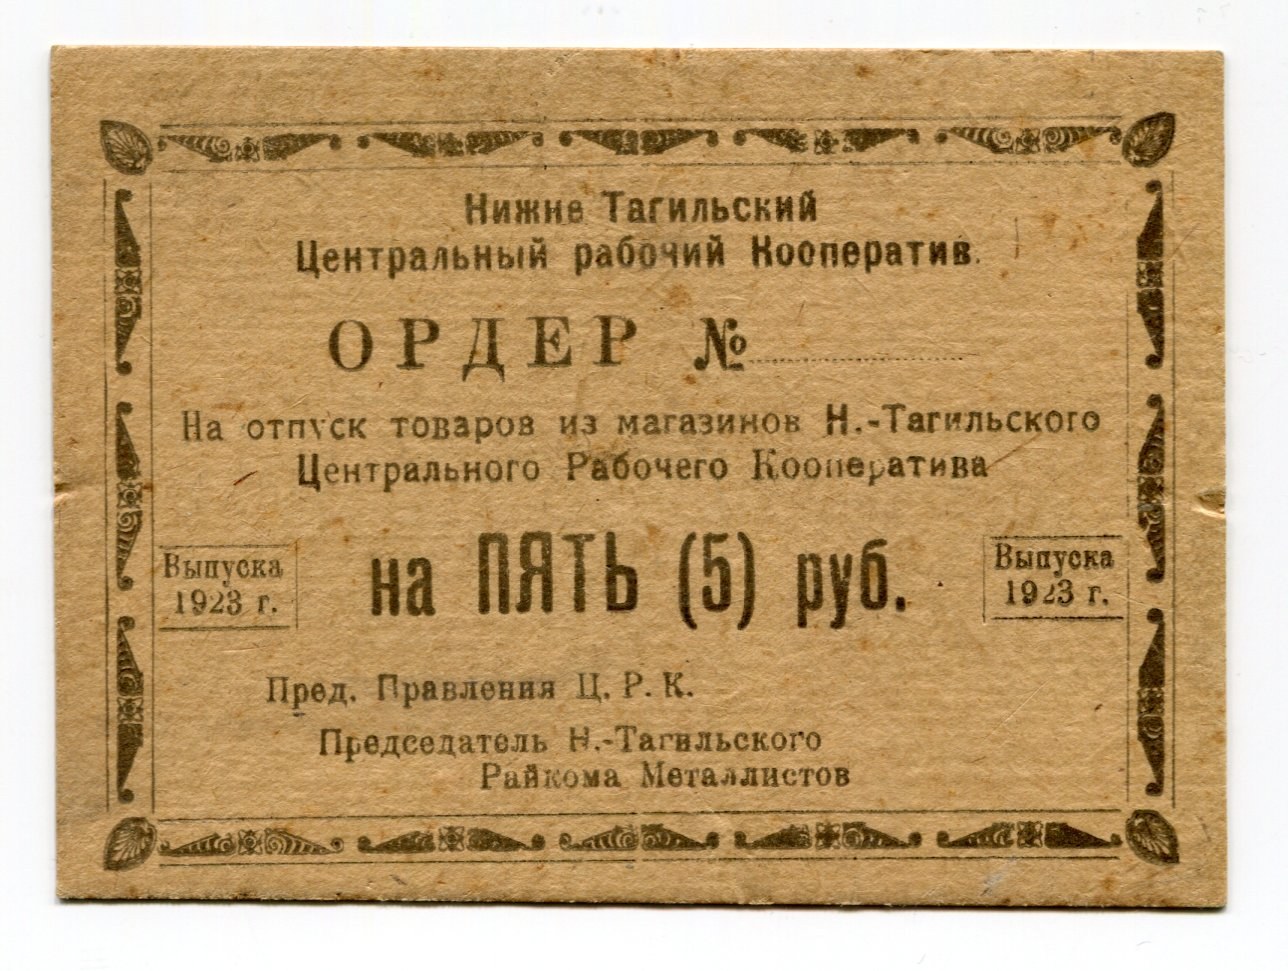 Нижне Тагильский
Центральный рабочий Кооператив.
ОРДЕР №
На отпуск товаров из магазинов Н.-Тагильского
Центрального Рабочего Кооператива
Выпуска
1923 г.
на ПЯТЬ (5) руб.
Выпуска
1923 г.
Пред. Правления Ц. Р. К.
Председатель Н.-Тагильского
Райкома Металлистов